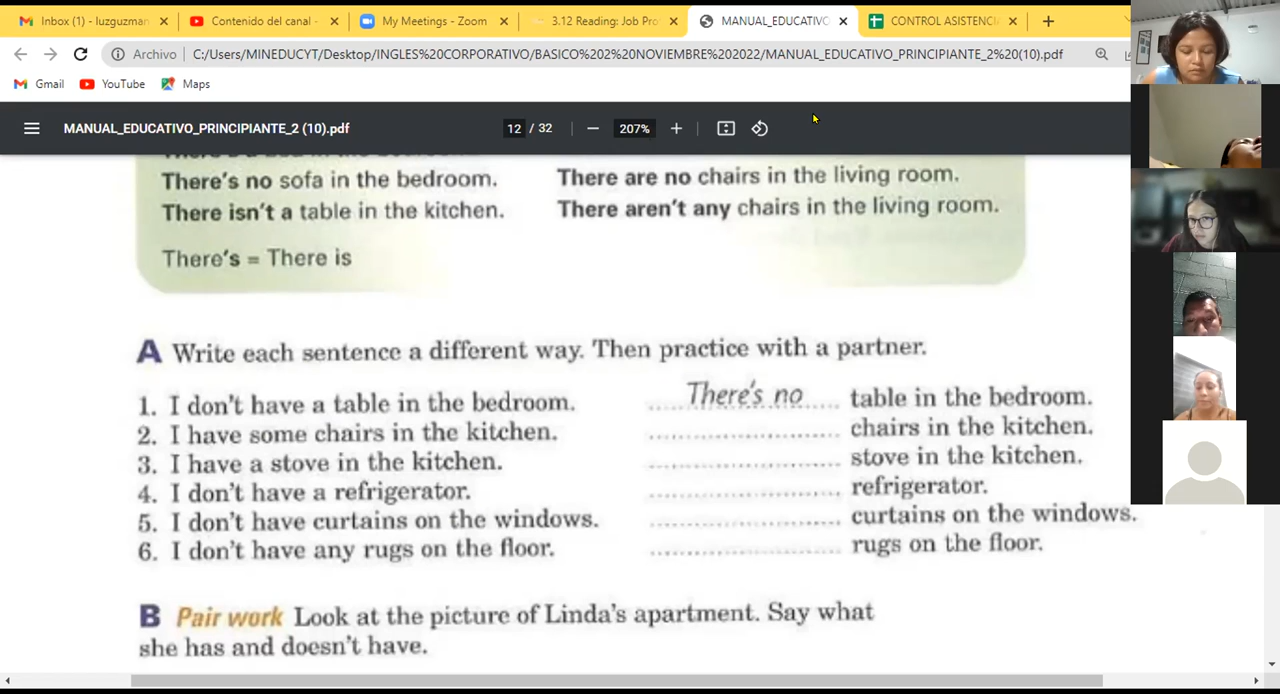 Inbox (1) - luzguzman
Contenido del canal -
My Meetings - Zoom
3.12 Reading: Job Pro
MANUAL_EDUCATIVO
CONTROL ASISTENCI
Archivo
C:/Users/MINEDUCYT/Desktop/INGLES%20CORPORATIVO/BASICO%202%20NOVIEMBRE%202022/MANUAL_EDUCATIVO_PRINCIPIANTE_2%20(10).pdf
Gmail
YouTube
Maps
MANUAL_EDUCATIVO_PRINCIPIANTE_2 (10).pdf
12 / 32
207%
There's no sofa in the bedroom.
There are no chairs in the living room.
There isn't a table in the kitchen.
There aren't any chairs in the living room.
There's = There is
A Write each sentence a different way. Then practice with a partner.
1. I don't have a table in the bedroom. There's no table in the bedroom.
2. I have some chairs in the kitchen. chairs in the kitchen.
3. I have a stove in the kitchen. stove in the kitchen.
4. I don't have a refrigerator. refrigerator.
5. I don't have curtains on the windows. curtains on the windows.
6. I don't have any rugs on the floor. rugs on the floor.
B Pair work Look at the picture of Linda's apartment. Say what
she has and doesn't have.